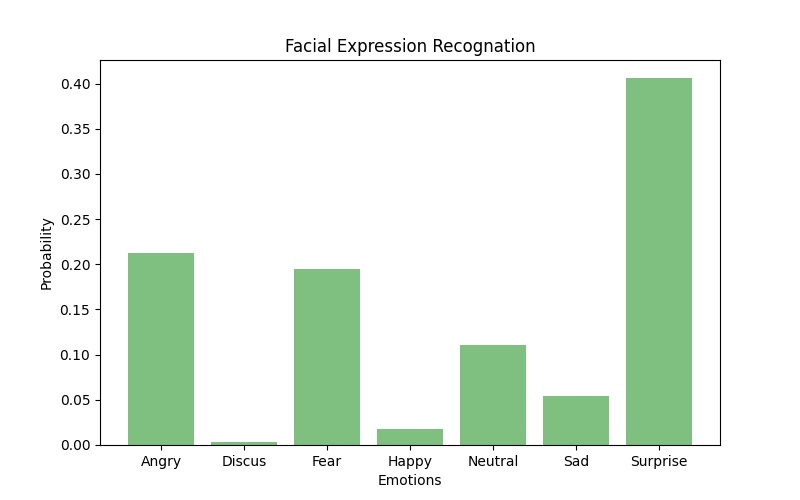 Facial Expression Recognation
0.40
0.35
0.30
0.25
0.20
0.15
0.10
0.05
0.00
Probability
Angry Discus Fear Happy Neutral Sad Surprise
Emotions